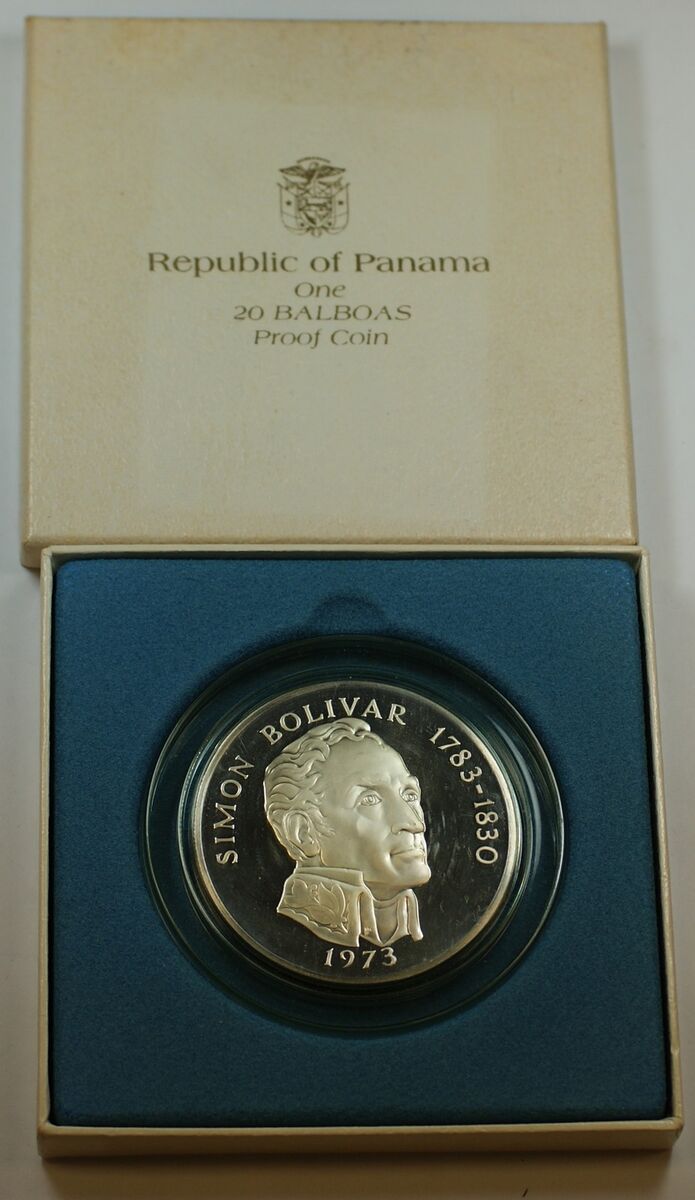 Republic of Panama
One
20 BALBOAS
Proof Coin
SIMON BOLIVAR 1783-1830
1973